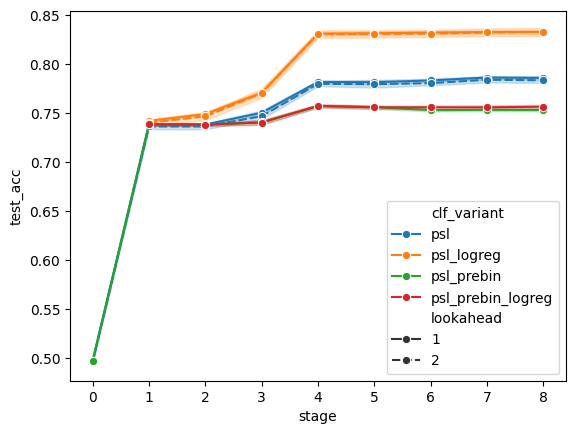 0.85
0.80
0.75
0.70
0.65
0.60
0.55
0.50
test_acc
0 1 2 3 4 5 6 7 8
stage
clf_variant
psl
psl_logreg
psl_prebin
psl_prebin_logreg
lookahead
1
2